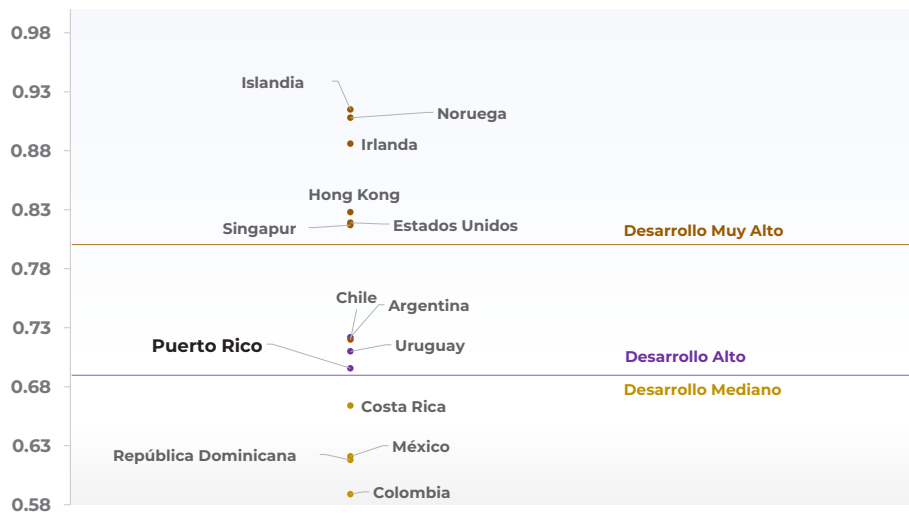 0.98
0.93
0.88
0.83
0.78
0.73
0.68
0.63
0.58
Islandia
Noruega
Irlanda
Hong Kong
Singapur
Estados Unidos
Desarrollo Muy Alto
Chile
Argentina
Puerto Rico
Uruguay
Desarrollo Alto
Desarrollo Mediano
Costa Rica
México
República Dominicana
Colombia